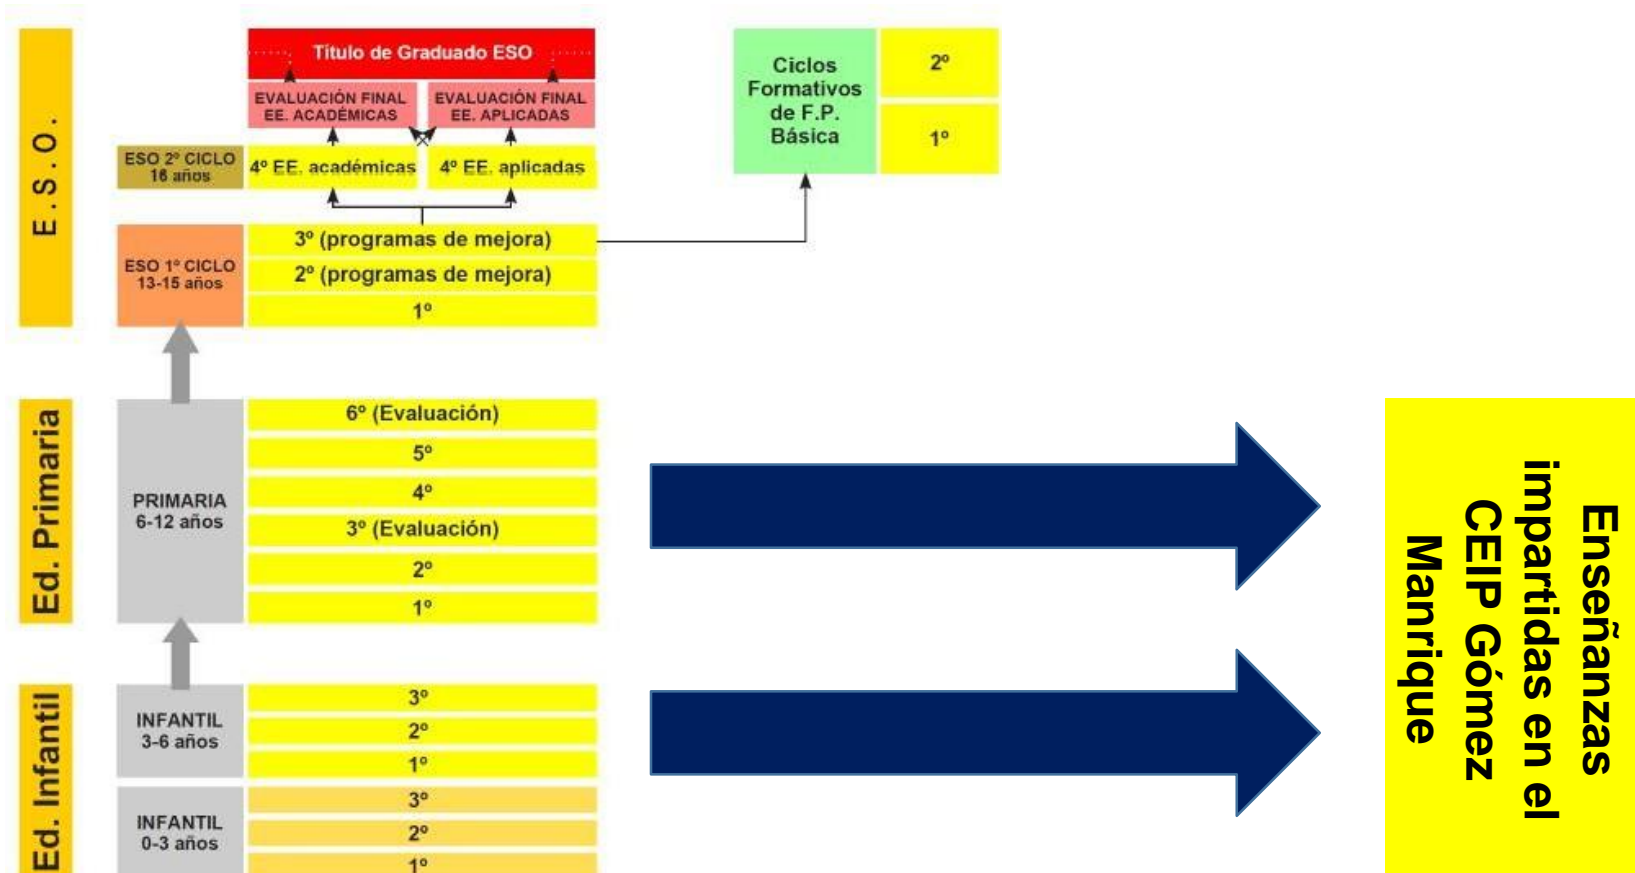 E.S.O.
Título de Graduado ESO
EVALUACIÓN FINAL
EE. ACADÉMICAS
EVALUACIÓN FINAL
EE. APLICADAS
ESO 2º CICLO
16 años
4º EE. académicas
4º EE. aplicadas
ESO 1º CICLO
13-15 años
3º (programas de mejora)
2º (programas de mejora)
1º
Ciclos
Formativos
de F.P.
Básica
2º
1º
Ed. Primaria
PRIMARIA
6-12 años
6º (Evaluación)
5º
4º
3º (Evaluación)
2º
1º
Ed. Infantil
INFANTIL
3-6 años
3º
2º
1º
INFANTIL
0-3 años
3º
2º
1º
Enseñanzas
impartidas en el
CEIP Gómez
Manrique